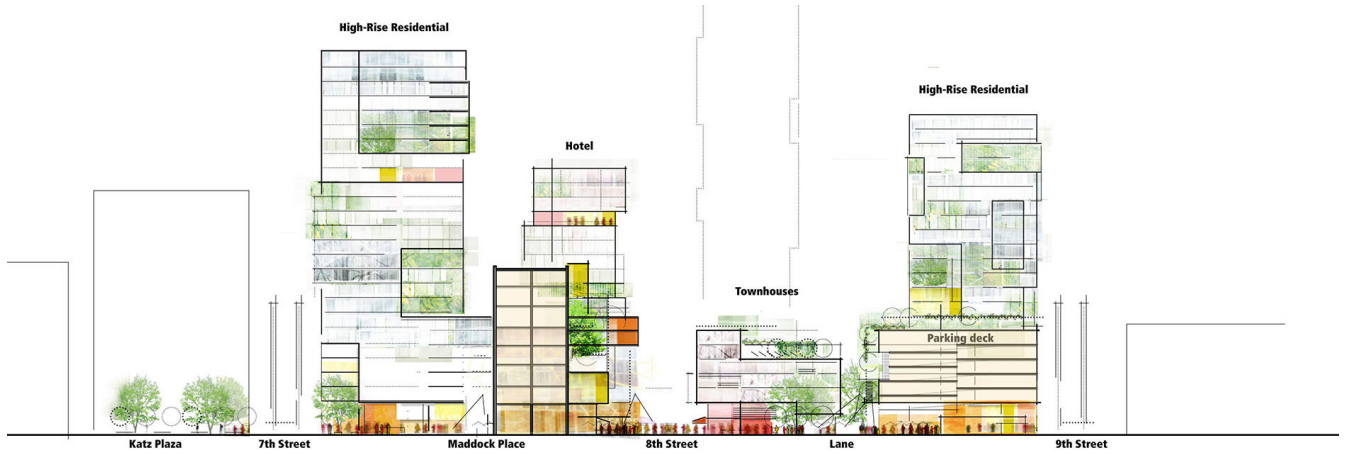 High-Rise Residential
High-Rise Residential
Hotel
Townhouses
Parking deck
Katz Plaza
7th Street
Maddock Place
8th Street
Lane
9th Street